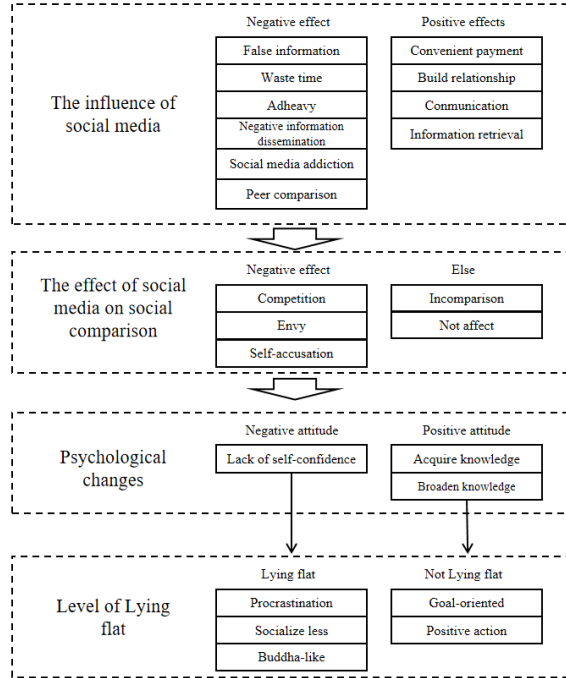 Negative effect
Positive effects
The influence of
social media
False information
Waste time
Adheavy
Negative information
dissemination
Social media addiction
Peer comparison
Convenient payment
Build relationship
Conmunication
Information retrieval
Negative effect
Else
The effect of social
media on social
comparison
Competition
Envy
Self-accusation
Incomparison
Not affect
Negative attitude
Positive attitude
Psychological
changes
Lack of self-confidence
Acquire knowledge
Broaden knowledge
Lying flat
Not Lying flat
Level of Lying
flat
Procrastination
Socialize less
Buddha-like
Goal-oriented
Positive action